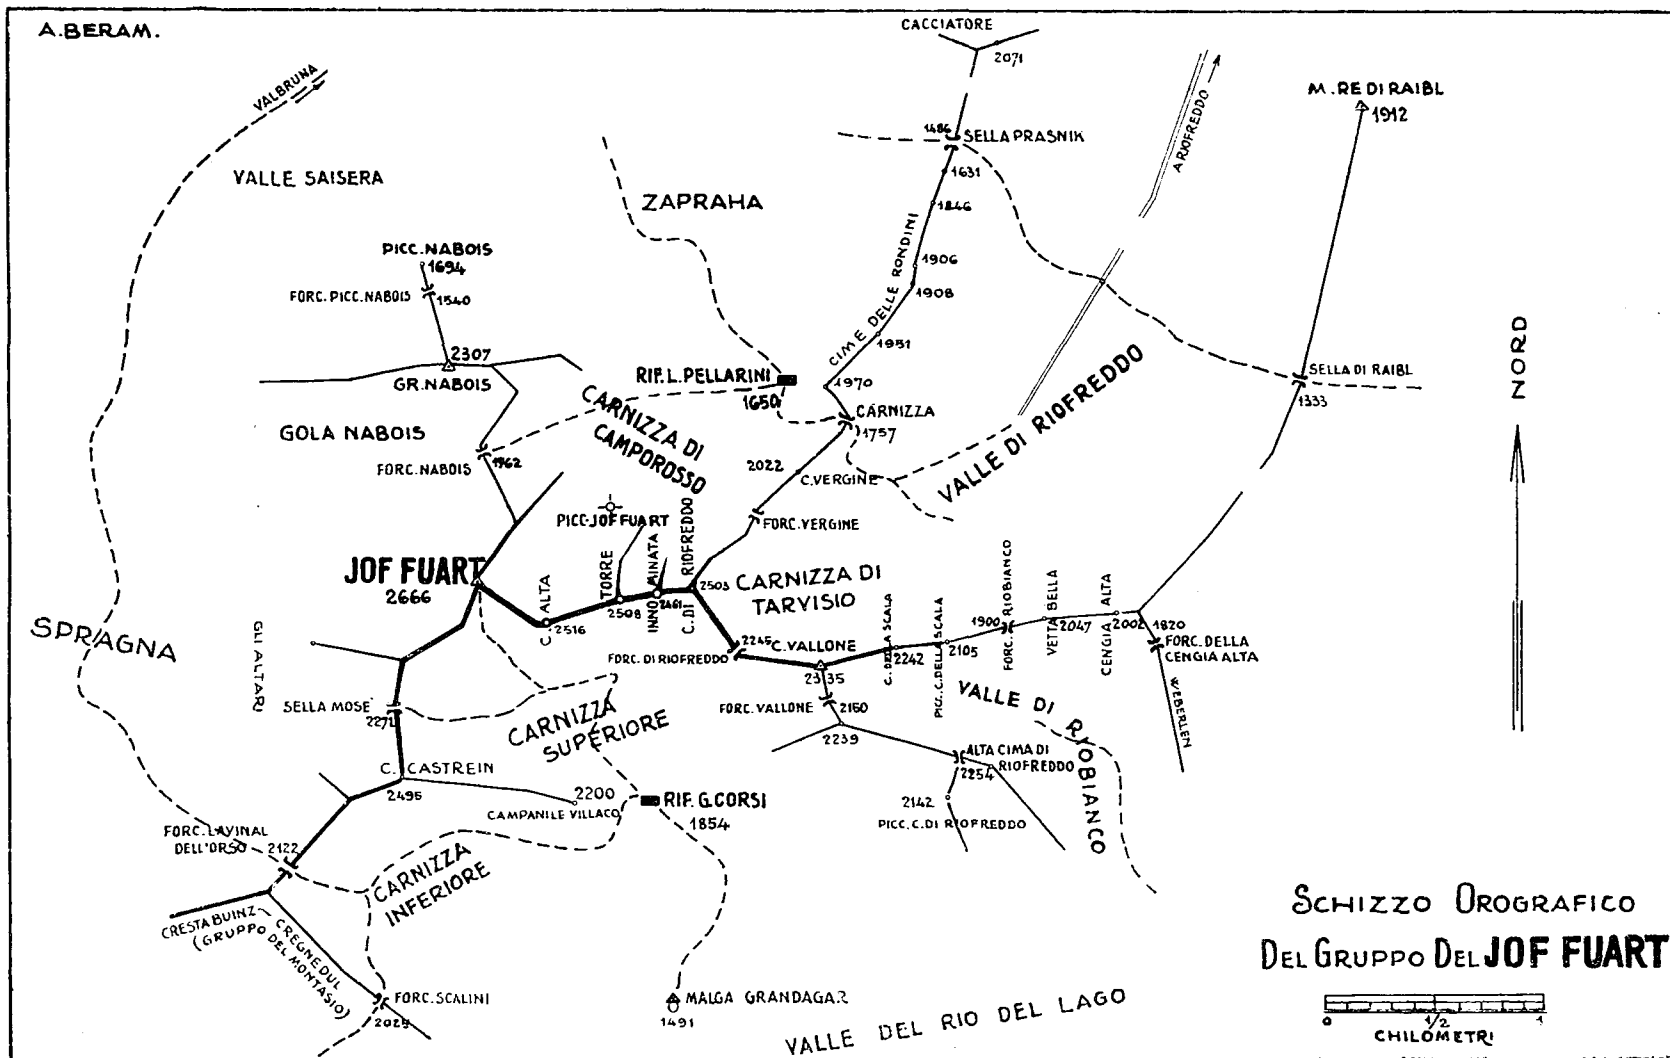 A. BERAM.
CACCIATORE
2071
VALBRUNA
M. RE DI RAIBL
1912
A RIOFREDDO
1486
SELLA PRASNIK
1631
1846
VALLE SAISERA
ZAPRAHA
PICC. NABOIS
1694
FORC. PICC. NABOIS
1540
1906
1908
CIME DELLE RONDINI
1951
NORD
2307
GR. NABOIS
RIF. L. PELLARINI
1650
1970
SELLA DI RAIBL
1333
CARNIZZA
1757
CARNIZZA DI
CAMPOROSSO
GOLA NABOIS
FORC. NABOIS
1962
VALLE DI RIOFREDDO
2022
C. VERGINE
FORC. VERGINE
PICC. JOF FUART
JOF FUART
2666
C. ALTA
2516
TORRE
2508
INNOMINATA
2461
C. DI RIOFREDDO
2503
CARNIZZA DI
TARVISIO
SPRAGNA
GLI ALTARI
FORC. DI RIOFREDDO
2245
C. VALLONE
2335
C. DELLA SCALA
2242
PICC. C. DELLA SCALA
2105
1900
FORC. RIOBIANCO
VETTA BELLA
2047
CENGIA ALTA
2002
1820
FORC. DELLA
CENGIA ALTA
WEBERLEN
SELLA MOSE'
2271
CARNIZZA
SUPERIORE
FORC. VALLONE
2160
2239
VALLE DI RIOBIANCO
ALTA CIMA DI
RIOFREDDO
2254
2142
PICC. C. DI RIOFREDDO
C. CASTREIN
2495
2200
CAMPANILE VILLACO
RIF. G. CORSI
1854
FORC. LAVINAL
DELL'ORSO
2122
CARNIZZA
INFERIORE
CRESTA BUINZ - CREGNEDUL
(GRUPPO DEL MONTASIO)
FORC. SCALINI
2025
MALGA GRANDAGAR
1491
VALLE DEL RIO DEL LAGO
SCHIZZO OROGRAFICO
DEL GRUPPO DEL JOF FUART
0 1/2 1
CHILOMETRI